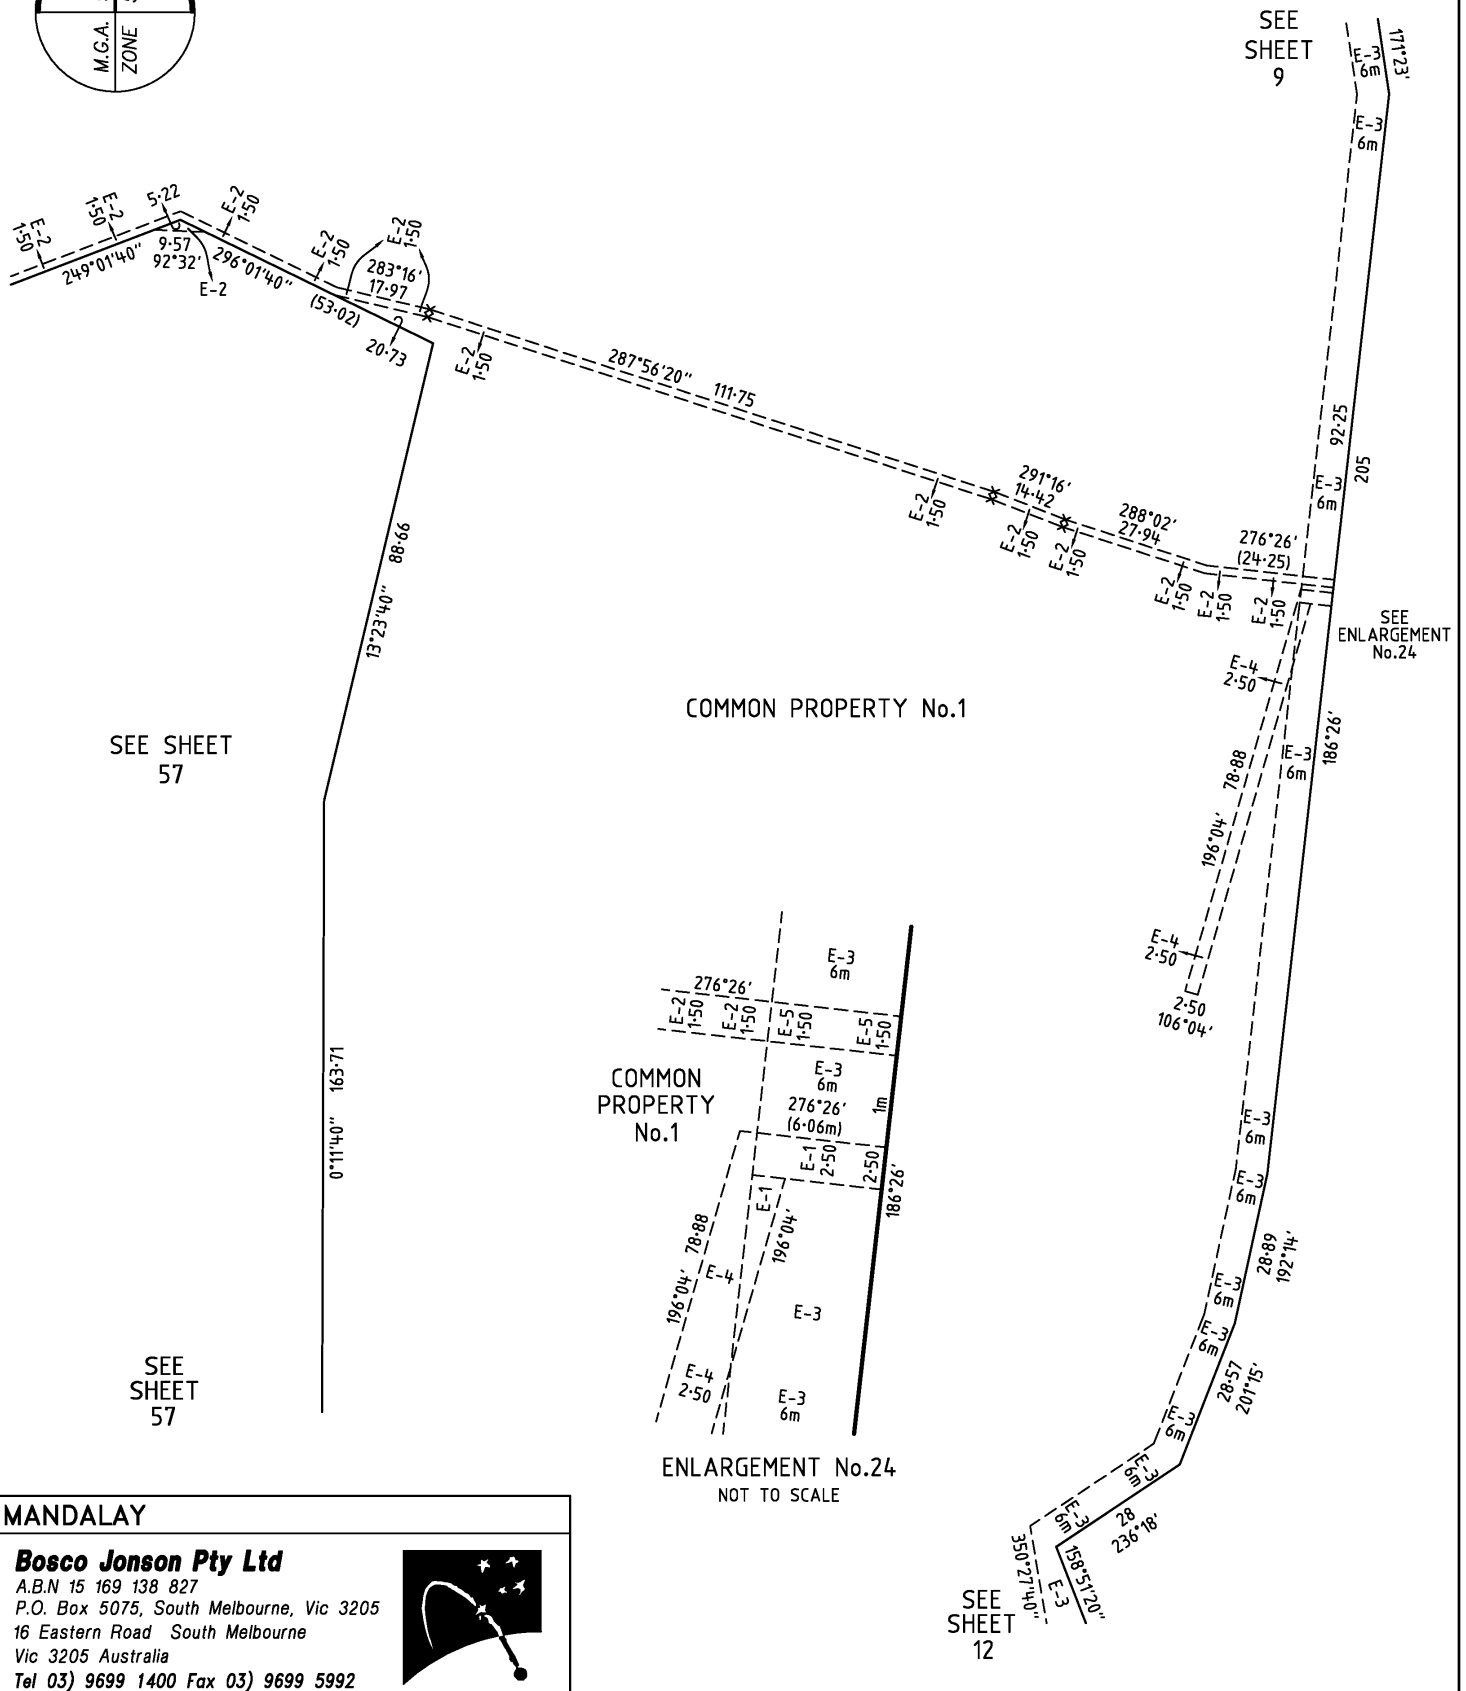 M.G.A.
ZONE
SEE
SHEET
9
171°23'
E-3
6m
E-3
6m
E-2
1·50
E-2
1·50
5·22
E-2
1·50
E-2
1·50
E-2
1·50
249°01'40"
9·57
92°32'
296°01'40"
E-2
(53·02)
283°16'
17·97
20·73
E-2
1·50
287°56'20" 111·75
92·25
205
E-3
6m
E-2
1·50
291°16'
14·42
E-2
1·50
E-2
1·50
288°02'
27·94
276°26'
(24·25)
E-2
1·50
E-2
1·50
E-2
1·50
SEE
ENLARGEMENT
No.24
13°23'40" 88·66
E-4
2·50
COMMON PROPERTY No.1
SEE SHEET
57
E-3
6m
186°26'
196°04' 78·88
E-4
2·50
2·50
106°04'
E-3
6m
276°26'
E-2
1·50
E-2
1·50
E-5
1·50
E-5
1·50
E-3
6m
1m
COMMON
PROPERTY
No.1
276°26'
(6·06m)
E-1
2·50
2·50
186°26'
E-1
196°04'
196°04' 78·88
E-4
E-3
E-4
2·50
E-3
6m
ENLARGEMENT No.24
NOT TO SCALE
0°11'40" 163·71
E-3
6m
E-3
6m
28·89
192°14'
E-3
6m
E-3
6m
28·57
201°15'
E-3
6m
E-3
6m
E-3
6m
28
236°18'
350°27'40"
E-3
158°51'20"
SEE
SHEET
57
SEE
SHEET
12
MANDALAY
Bosco Jonson Pty Ltd
A.B.N 15 169 138 827
P.O. Box 5075, South Melbourne, Vic 3205
16 Eastern Road South Melbourne
Vic 3205 Australia
Tel 03) 9699 1400 Fax 03) 9699 5992